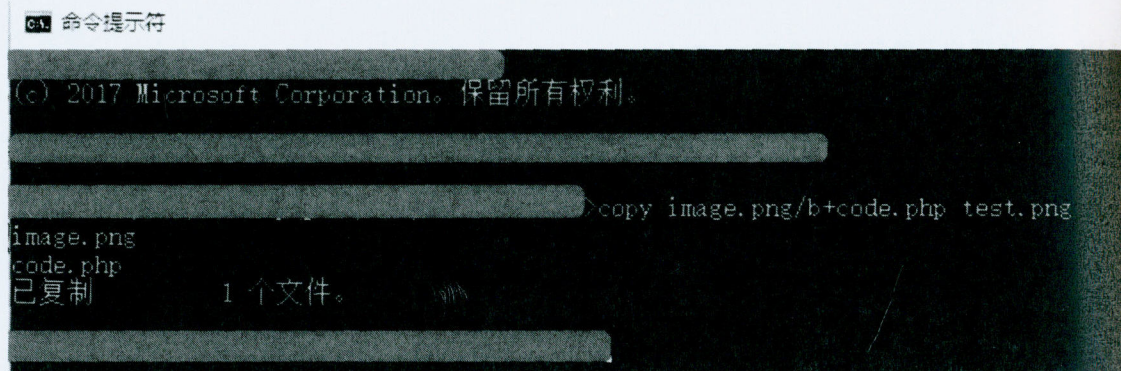 命令提示符
(c) 2017 Microsoft Corporation。保留所有权利。
>copy image.png/b+code.php test.png
image.png
code.php
已复制         1 个文件。